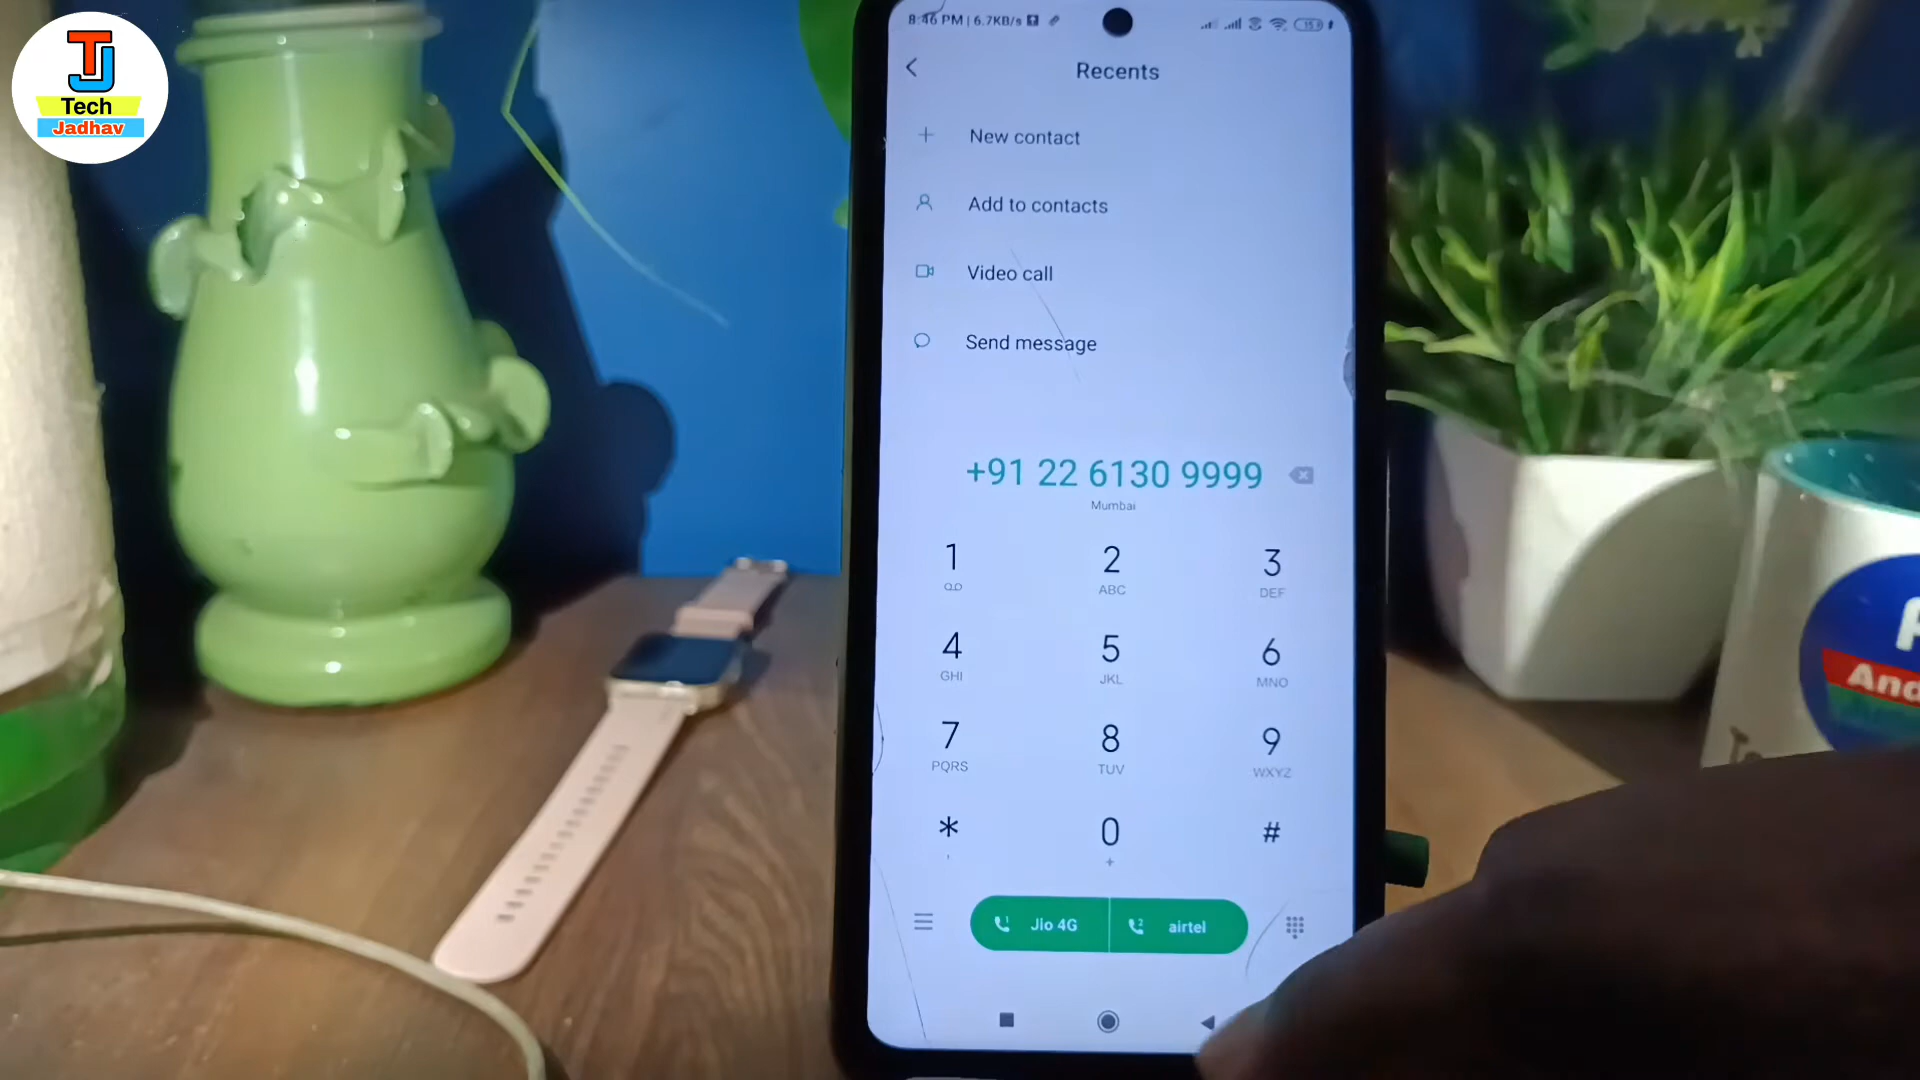 TJ
Tech
Jadhav
8:46 PM | 6.7KB/s
Recents
New contact
Add to contacts
Video call
Send message
+91 22 6130 9999
Mumbai
1
2
ABC
3
DEF
4
GHI
5
JKL
6
MNO
7
PQRS
8
TUV
9
WXYZ
*
,
0
+
#
1 Jio 4G
2 airtel